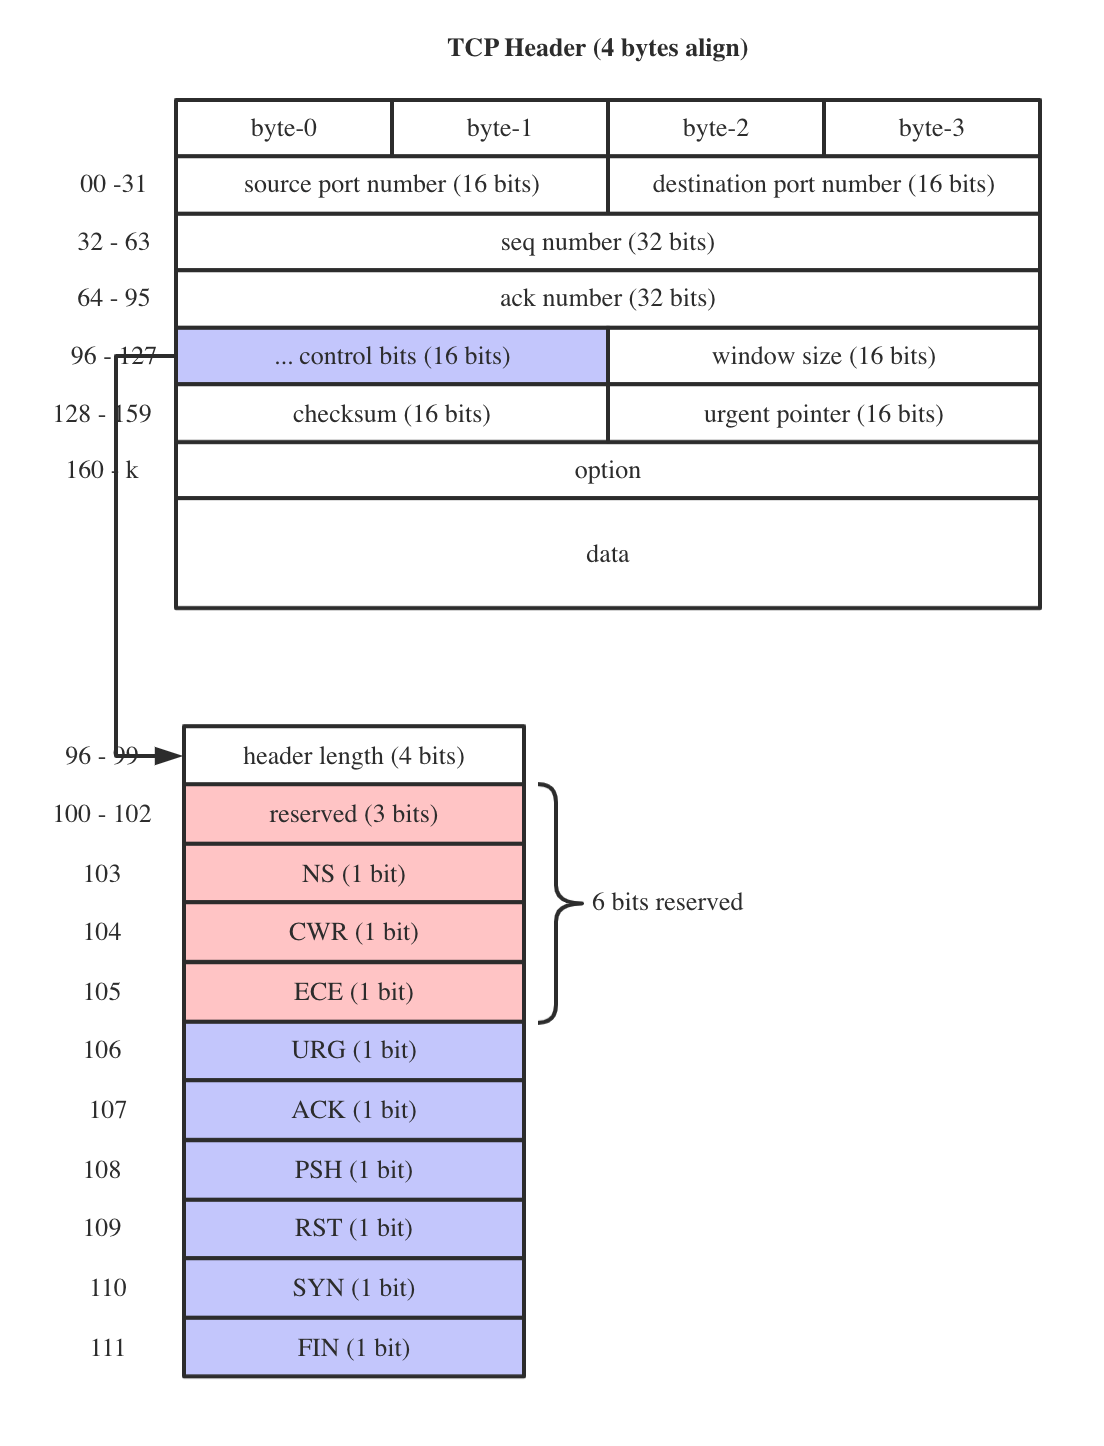 TCP Header (4 bytes align)
byte-0 byte-1 byte-2 byte-3
00 -31 source port number (16 bits) destination port number (16 bits)
32 - 63 seq number (32 bits)
64 - 95 ack number (32 bits)
96 - 127 ... control bits (16 bits) window size (16 bits)
128 - 159 checksum (16 bits) urgent pointer (16 bits)
160 - k option
data
96 - 99 header length (4 bits)
100 - 102 reserved (3 bits)
103 NS (1 bit)
6 bits reserved
104 CWR (1 bit)
105 ECE (1 bit)
106 URG (1 bit)
107 ACK (1 bit)
108 PSH (1 bit)
109 RST (1 bit)
110 SYN (1 bit)
111 FIN (1 bit)